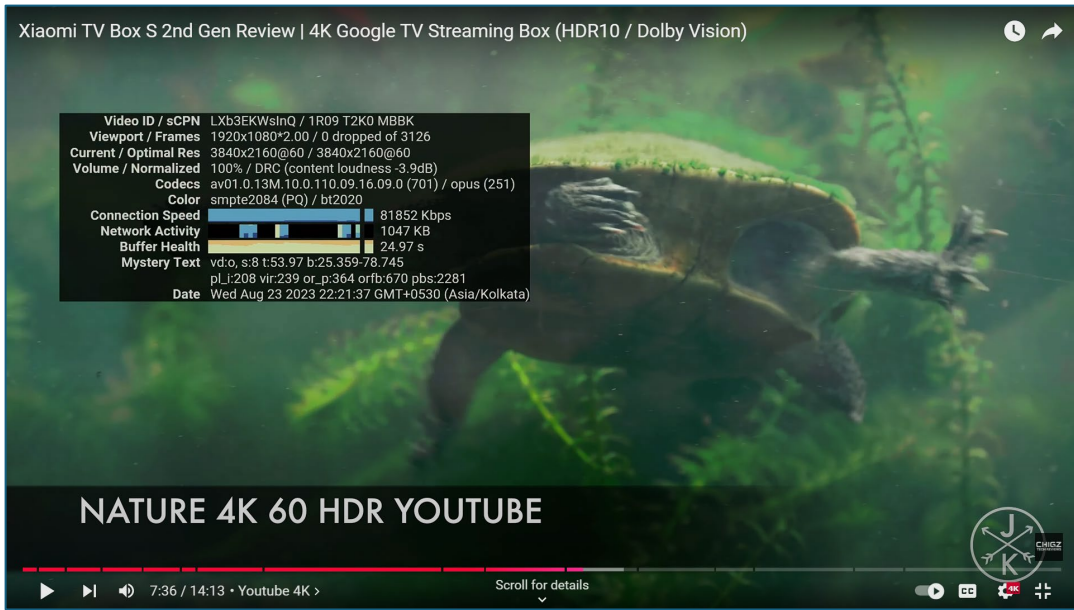 Xiaomi TV Box S 2nd Gen Review | 4K Google TV Streaming Box (HDR10 / Dolby Vision)
Video ID / sCPN LXb3EKWsInQ / 1R09 T2K0 MBBK
Viewport / Frames 1920x1080*2.00 / 0 dropped of 3126
Current / Optimal Res 3840x2160@60 / 3840x2160@60
Volume / Normalized 100% / DRC (content loudness -3.9dB)
Codecs av01.0.13M.10.0.110.09.16.09.0 (701) / opus (251)
Color smpte2084 (PQ) / bt2020
Connection Speed 81852 Kbps
Network Activity 1047 KB
Buffer Health 24.97 s
Mystery Text vd:o, s:8 t:53.97 b:25.359-78.745
pl_i:208 vir:239 or_p:364 orfb:670 pbs:2281
Date Wed Aug 23 2023 22:21:37 GMT+0530 (Asia/Kolkata)
NATURE 4K 60 HDR YOUTUBE
J
K
CHIGZ
7:36 / 14:13 • Youtube 4K >
Scroll for details
CC
4K